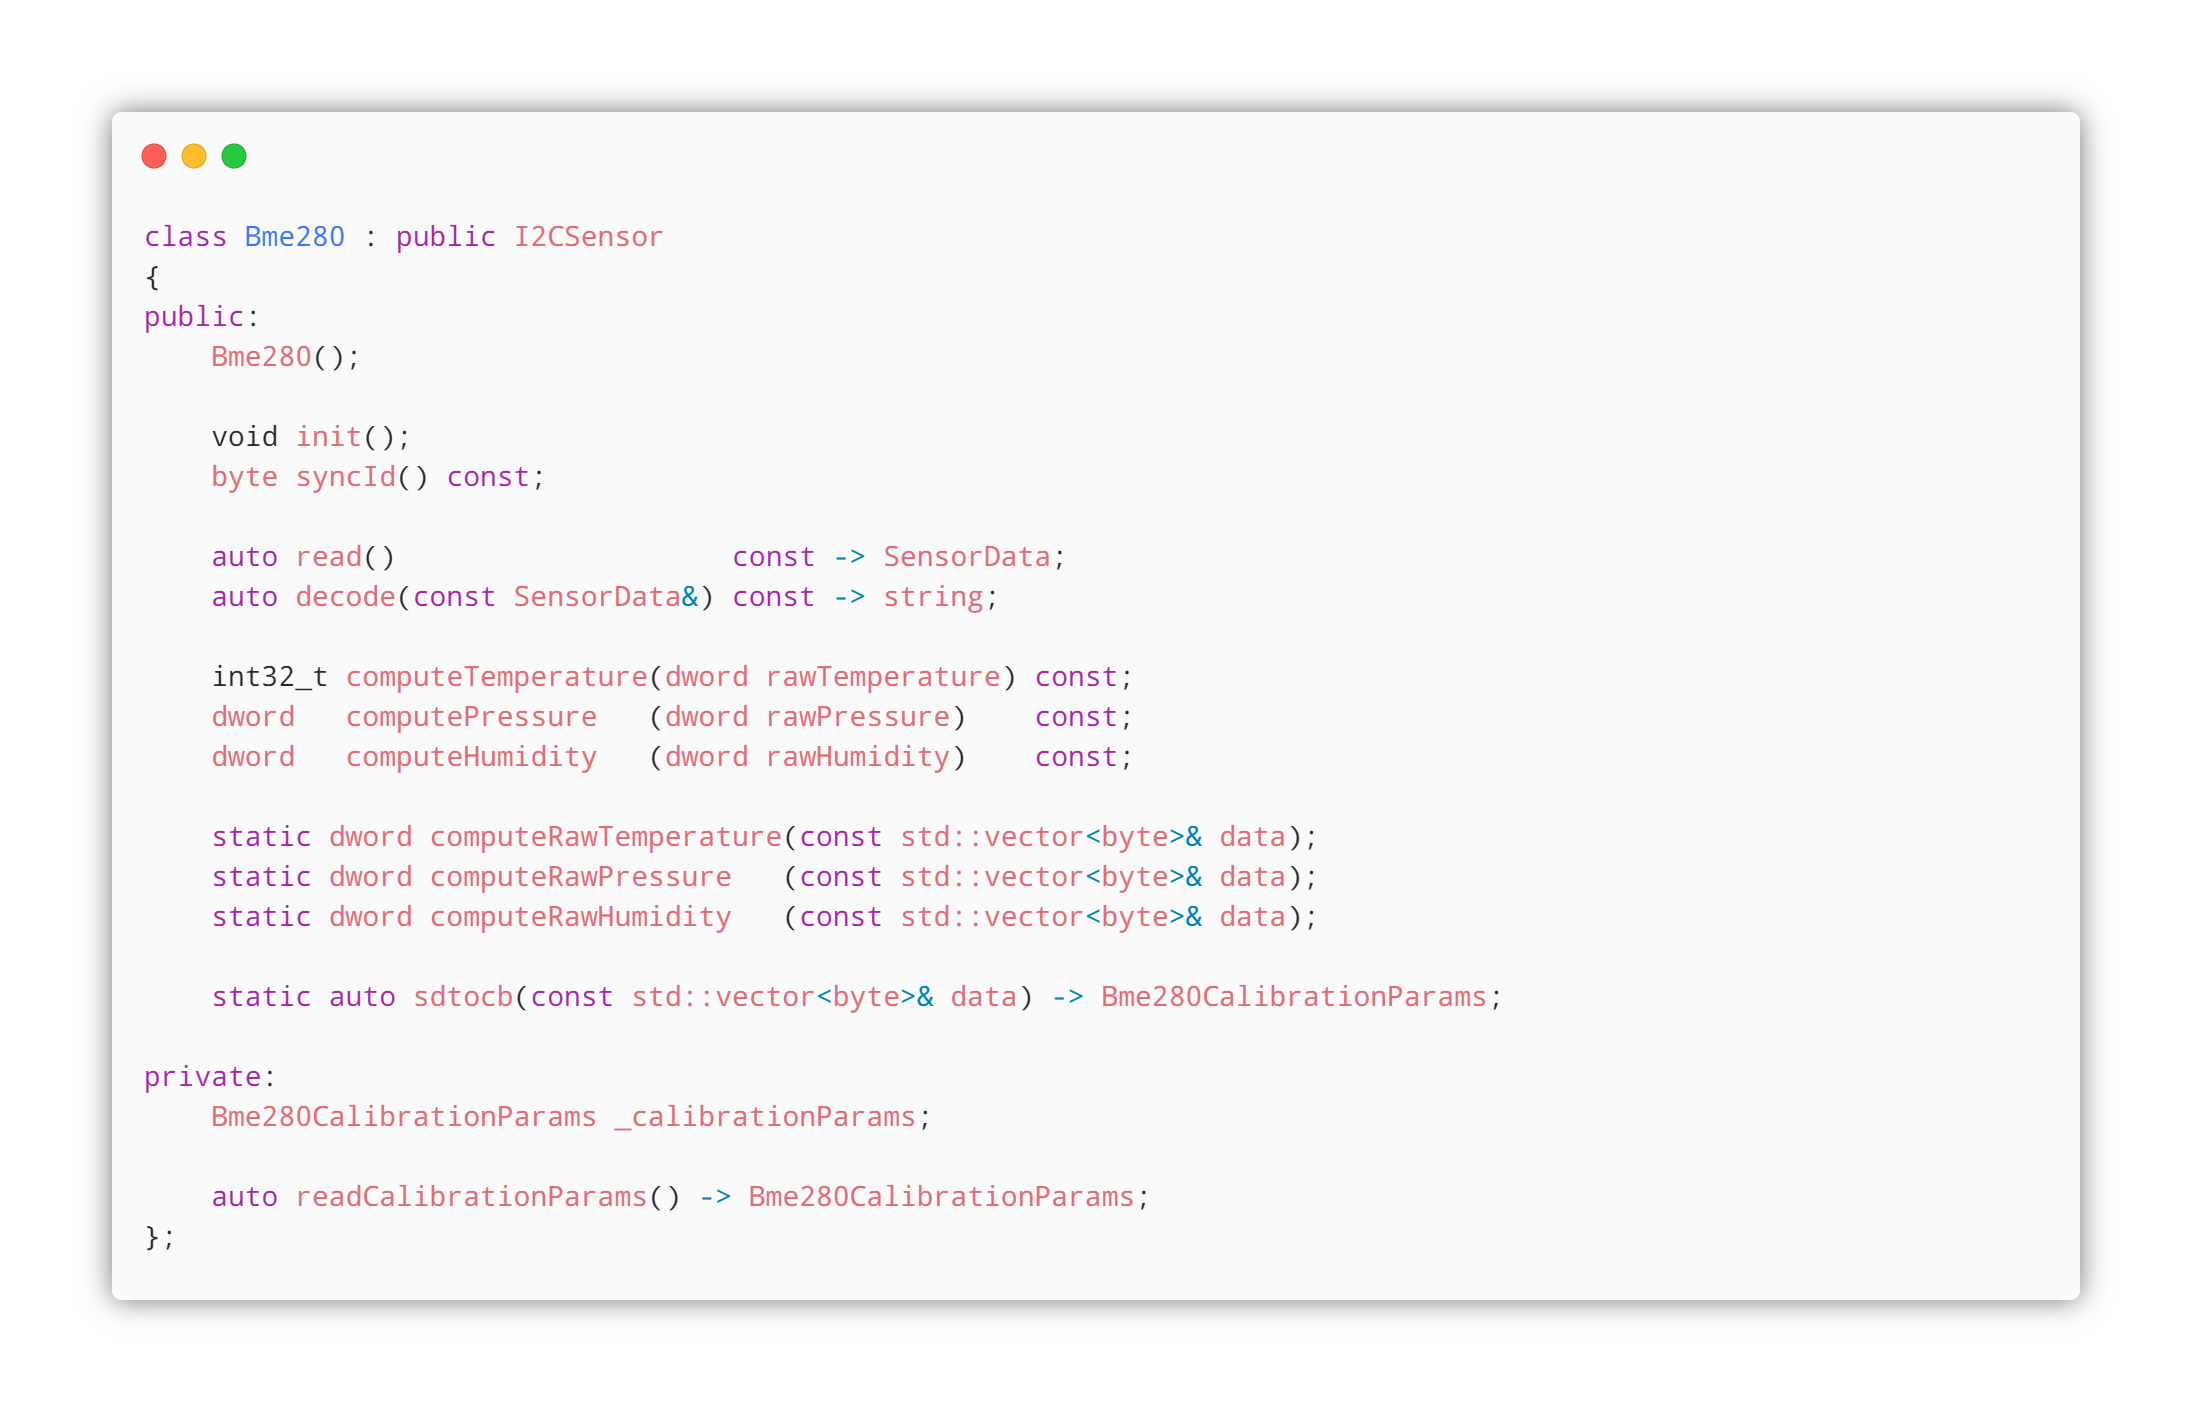 class Bme280 : public I2CSensor
{
public:
    Bme280();

    void init();
    byte syncId() const;

    auto read()                    const -> SensorData;
    auto decode(const SensorData&) const -> string;

    int32_t computeTemperature(dword rawTemperature) const;
    dword   computePressure   (dword rawPressure)    const;
    dword   computeHumidity   (dword rawHumidity)    const;

    static dword computeRawTemperature(const std::vector<byte>& data);
    static dword computeRawPressure   (const std::vector<byte>& data);
    static dword computeRawHumidity   (const std::vector<byte>& data);

    static auto sdtocb(const std::vector<byte>& data) -> Bme280CalibrationParams;

private:
    Bme280CalibrationParams _calibrationParams;

    auto readCalibrationParams() -> Bme280CalibrationParams;
};